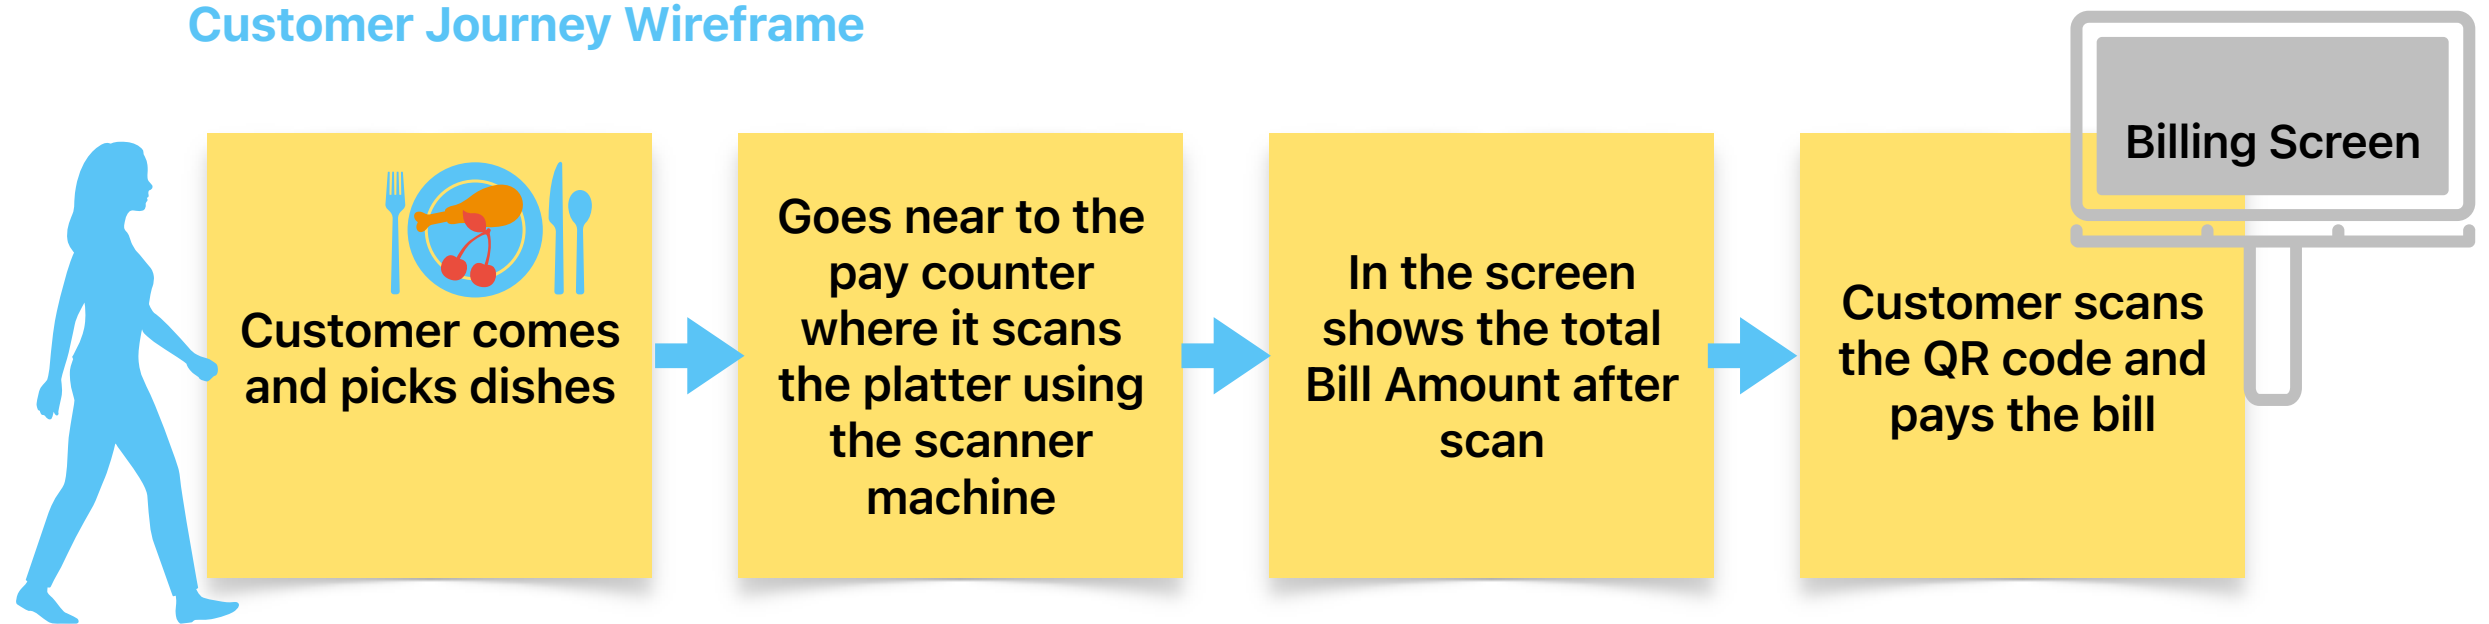 Customer Journey Wireframe
Customer comes
and picks dishes
Goes near to the
pay counter
where it scans
the platter using
the scanner
machine
In the screen
shows the total
Bill Amount after
scan
Customer scans
the QR code and
pays the bill
Billing Screen